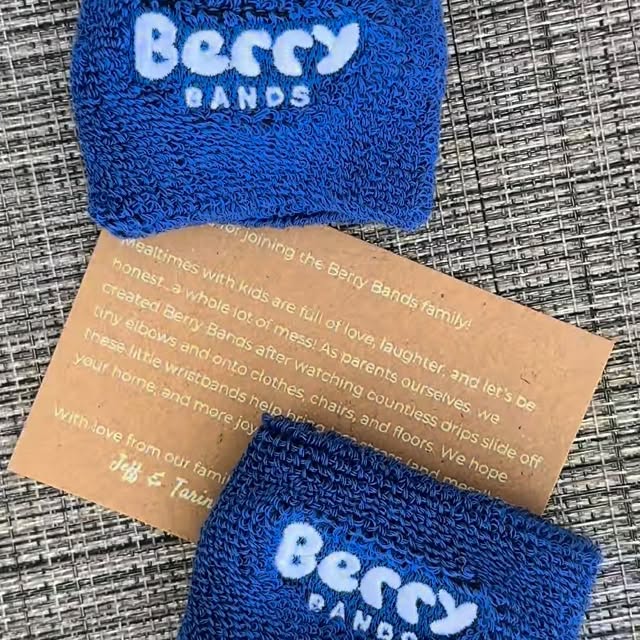 Berry
BANDS
for joining the Berry Bands family!
Mealtimes with kids are full of love, laughter, and let's be
honest...a whole lot of mess! As parents ourselves, we
created Berry Bands after watching countless drips slide off
tiny elbows and onto clothes, chairs, and floors. We hope
these little wristbands help bring
your home, and more joy
With love from our
Jeff & Tarin
Berry
BANDS